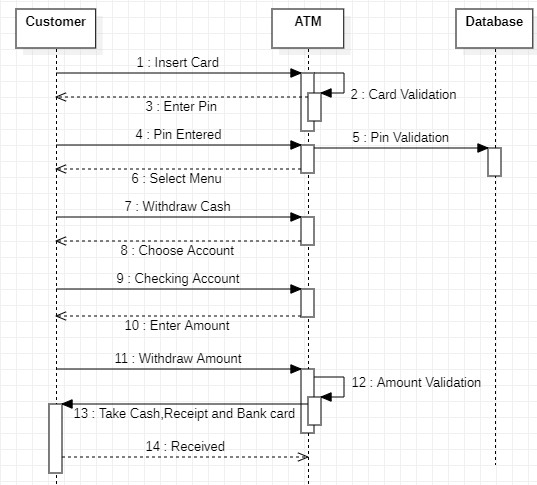 Customer ATM Database
1 : Insert Card
2 : Card Validation
3 : Enter Pin
4 : Pin Entered
5 : Pin Validation
6 : Select Menu
7 : Withdraw Cash
8 : Choose Account
9 : Checking Account
10 : Enter Amount
11 : Withdraw Amount
12 : Amount Validation
13 : Take Cash,Receipt and Bank card
14 : Received